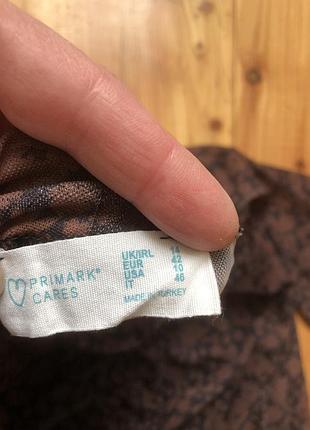 PRIMARK®
CARES
UK/IRL 14
EUR 42
USA 10
IT 46
MADE IN TURKEY